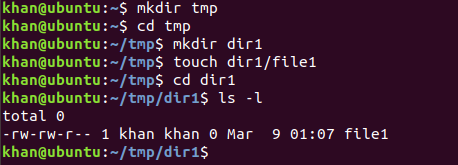 khan@ubuntu:~$ mkdir tmp
khan@ubuntu:~$ cd tmp
khan@ubuntu:~/tmp$ mkdir dir1
khan@ubuntu:~/tmp$ touch dir1/file1
khan@ubuntu:~/tmp$ cd dir1
khan@ubuntu:~/tmp/dir1$ ls -l
total 0
-rw-rw-r-- 1 khan khan 0 Mar  9 01:07 file1
khan@ubuntu:~/tmp/dir1$